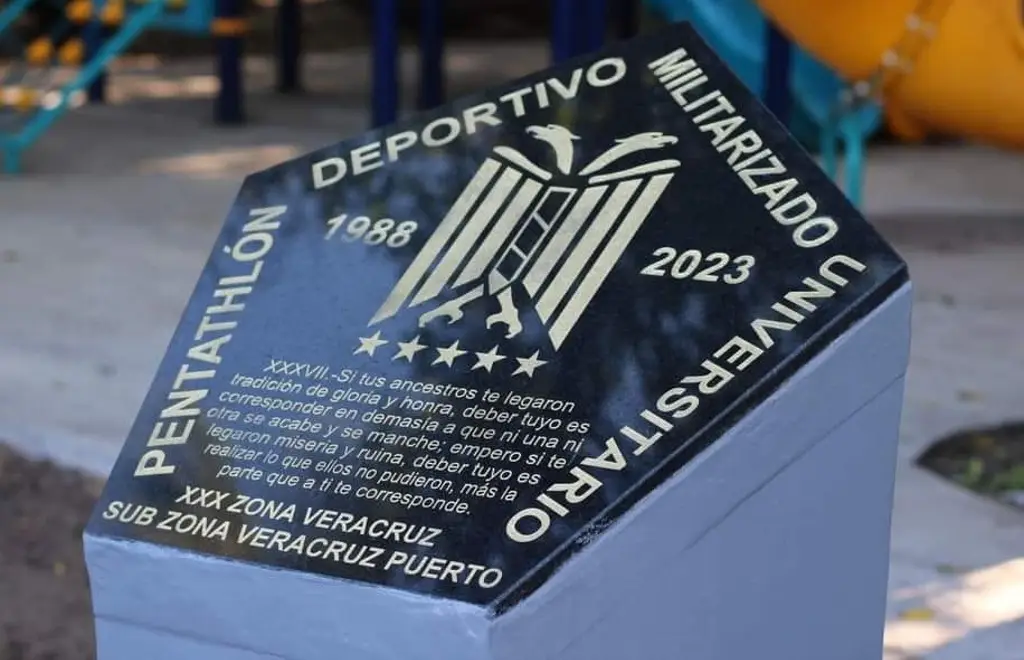 PENTATHLÓN
DEPORTIVO
MILITARIZADO
UNIVERSITARIO
1988
2023
XXXVII.-Si tus ancestros te legaron
tradición de gloria y honra, deber tuyo es
corresponder en demasía a que ni una ni
otra se acabe y se manche; empero si te
legaron miseria y ruina, deber tuyo es
realizar lo que ellos no pudieron, más la
parte que a ti te corresponde.
XXX ZONA VERACRUZ
SUB ZONA VERACRUZ PUERTO